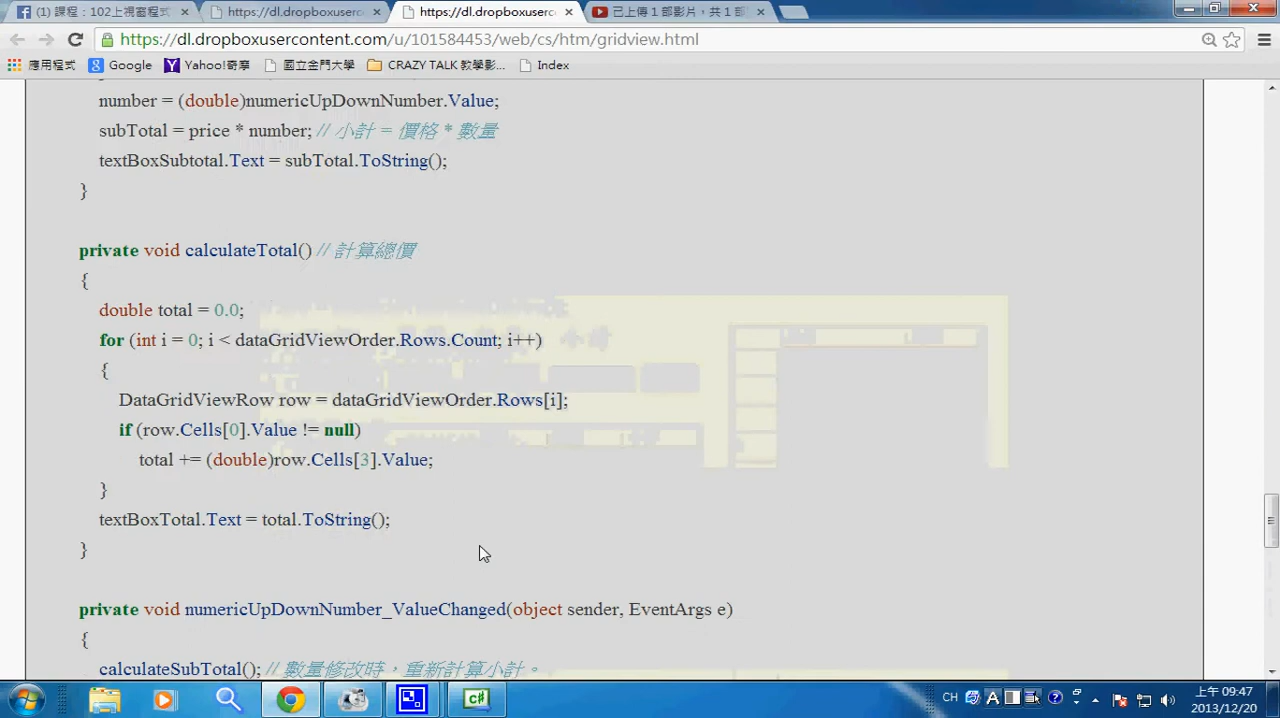 (1) 課程：102上視窗程式
https://dl.dropboxuserc
https://dl.dropboxuserco
已上傳 1 部影片，共 1 部
https://dl.dropboxusercontent.com/u/101584453/web/cs/htm/gridview.html
應用程式
Google
Yahoo!奇摩
國立金門大學
CRAZY TALK 教學影...
Index
number = (double)numericUpDownNumber.Value;
subTotal = price * number; // 小計 = 價格 * 數量
textBoxSubtotal.Text = subTotal.ToString();
}
private void calculateTotal() // 計算總價
{
double total = 0.0;
for (int i = 0; i < dataGridViewOrder.Rows.Count; i++)
{
DataGridViewRow row = dataGridViewOrder.Rows[i];
if (row.Cells[0].Value != null)
total += (double)row.Cells[3].Value;
}
textBoxTotal.Text = total.ToString();
}
private void numericUpDownNumber_ValueChanged(object sender, EventArgs e)
{
calculateSubTotal(); // 數量修改時，重新計算小計。
CH
上午 09:47
2013/12/20